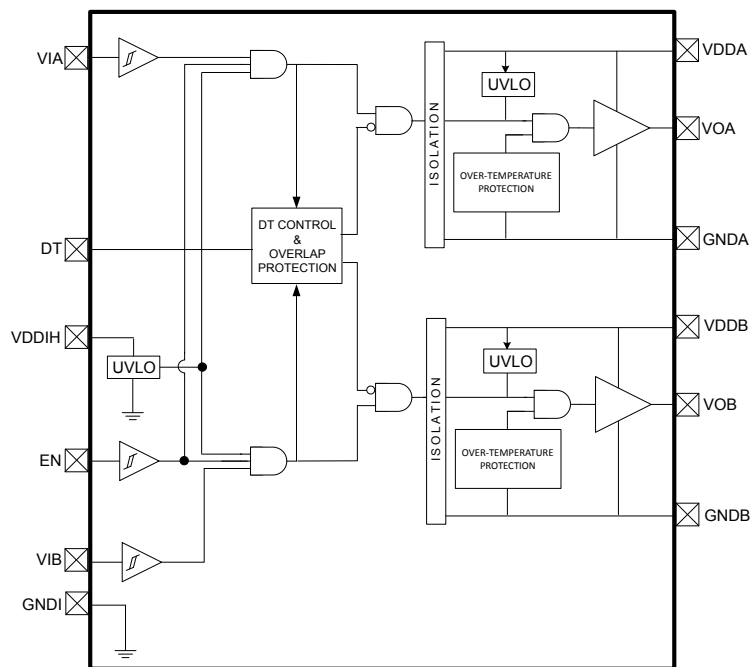 VIA
DT
VDDIH
EN
VIB
GNDI
UVLO
DT CONTROL
&
OVERLAP
PROTECTION
ISOLATION
UVLO
OVER-TEMPERATURE
PROTECTION
VDDA
VOA
GNDA
ISOLATION
UVLO
OVER-TEMPERATURE
PROTECTION
VDDB
VOB
GNDB